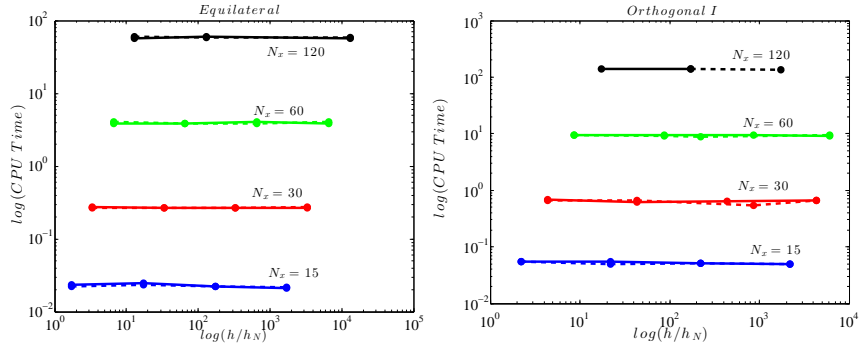 Equilateral
log(CPU Time)
10^2
10^1
10^0
10^-1
10^-2
N_x = 120
N_x = 60
N_x = 30
N_x = 15
10^0 10^1 10^2 10^3 10^4 10^5
log(h/h_N)
Orthogonal I
log(CPU Time)
10^3
10^2
10^1
10^0
10^-1
10^-2
N_x = 120
N_x = 60
N_x = 30
N_x = 15
10^0 10^1 10^2 10^3 10^4
log(h/h_N)